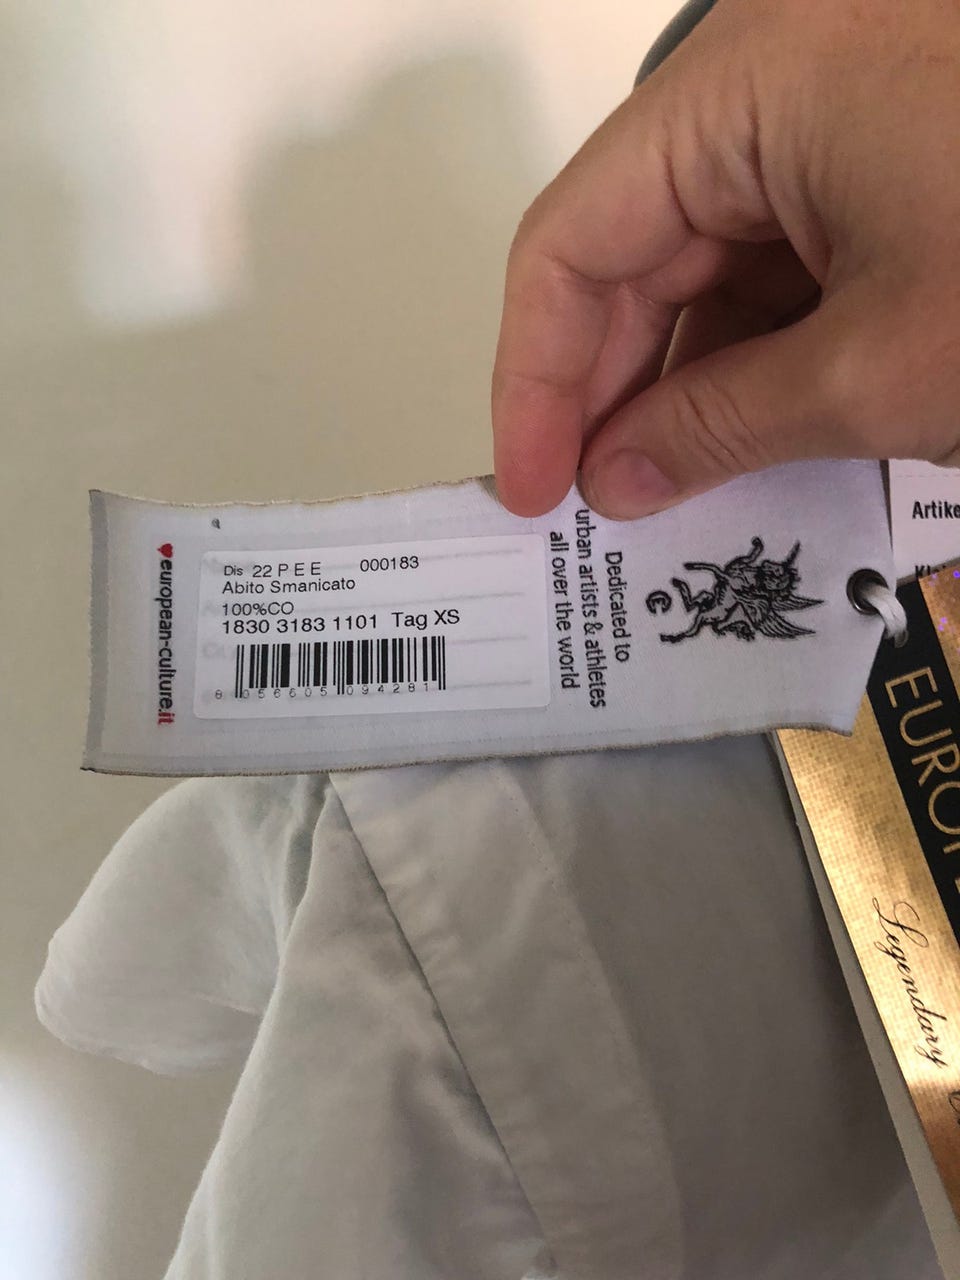 Dis 22 P E E 000183
Abito Smanicato
100%CO
1830 3183 1101 Tag XS
8 056605 094281
european-culture.it
Dedicated to
urban artists & athletes
all over the world
Artike
EURO
Legendary